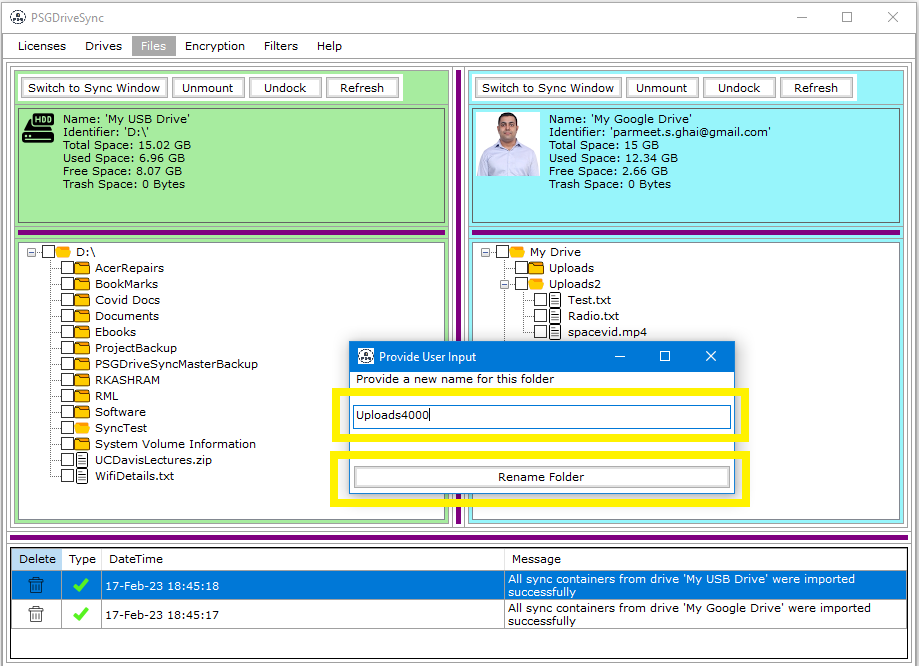 PSGDriveSync
Licenses Drives Files Encryption Filters Help
Switch to Sync Window Unmount Undock Refresh
HDD
Name: 'My USB Drive'
Identifier: 'D:\'
Total Space: 15.02 GB
Used Space: 6.96 GB
Free Space: 8.07 GB
Trash Space: 0 Bytes
D:\
AcerRepairs
BookMarks
Covid Docs
Documents
Ebooks
ProjectBackup
PSGDriveSyncMasterBackup
RKASHRAM
RML
Software
SyncTest
System Volume Information
UCDavisLectures.zip
WifiDetails.txt
Switch to Sync Window Unmount Undock Refresh
Name: 'My Google Drive'
Identifier: 'parmeet.s.ghai@gmail.com'
Total Space: 15 GB
Used Space: 12.34 GB
Free Space: 2.66 GB
Trash Space: 0 Bytes
My Drive
Uploads
Uploads2
Test.txt
Radio.txt
spacevid.mp4
Provide User Input
Provide a new name for this folder
Uploads4000
Rename Folder
Delete Type DateTime Message
17-Feb-23 18:45:18 All sync containers from drive 'My USB Drive' were imported
successfully
17-Feb-23 18:45:17 All sync containers from drive 'My Google Drive' were imported
successfully